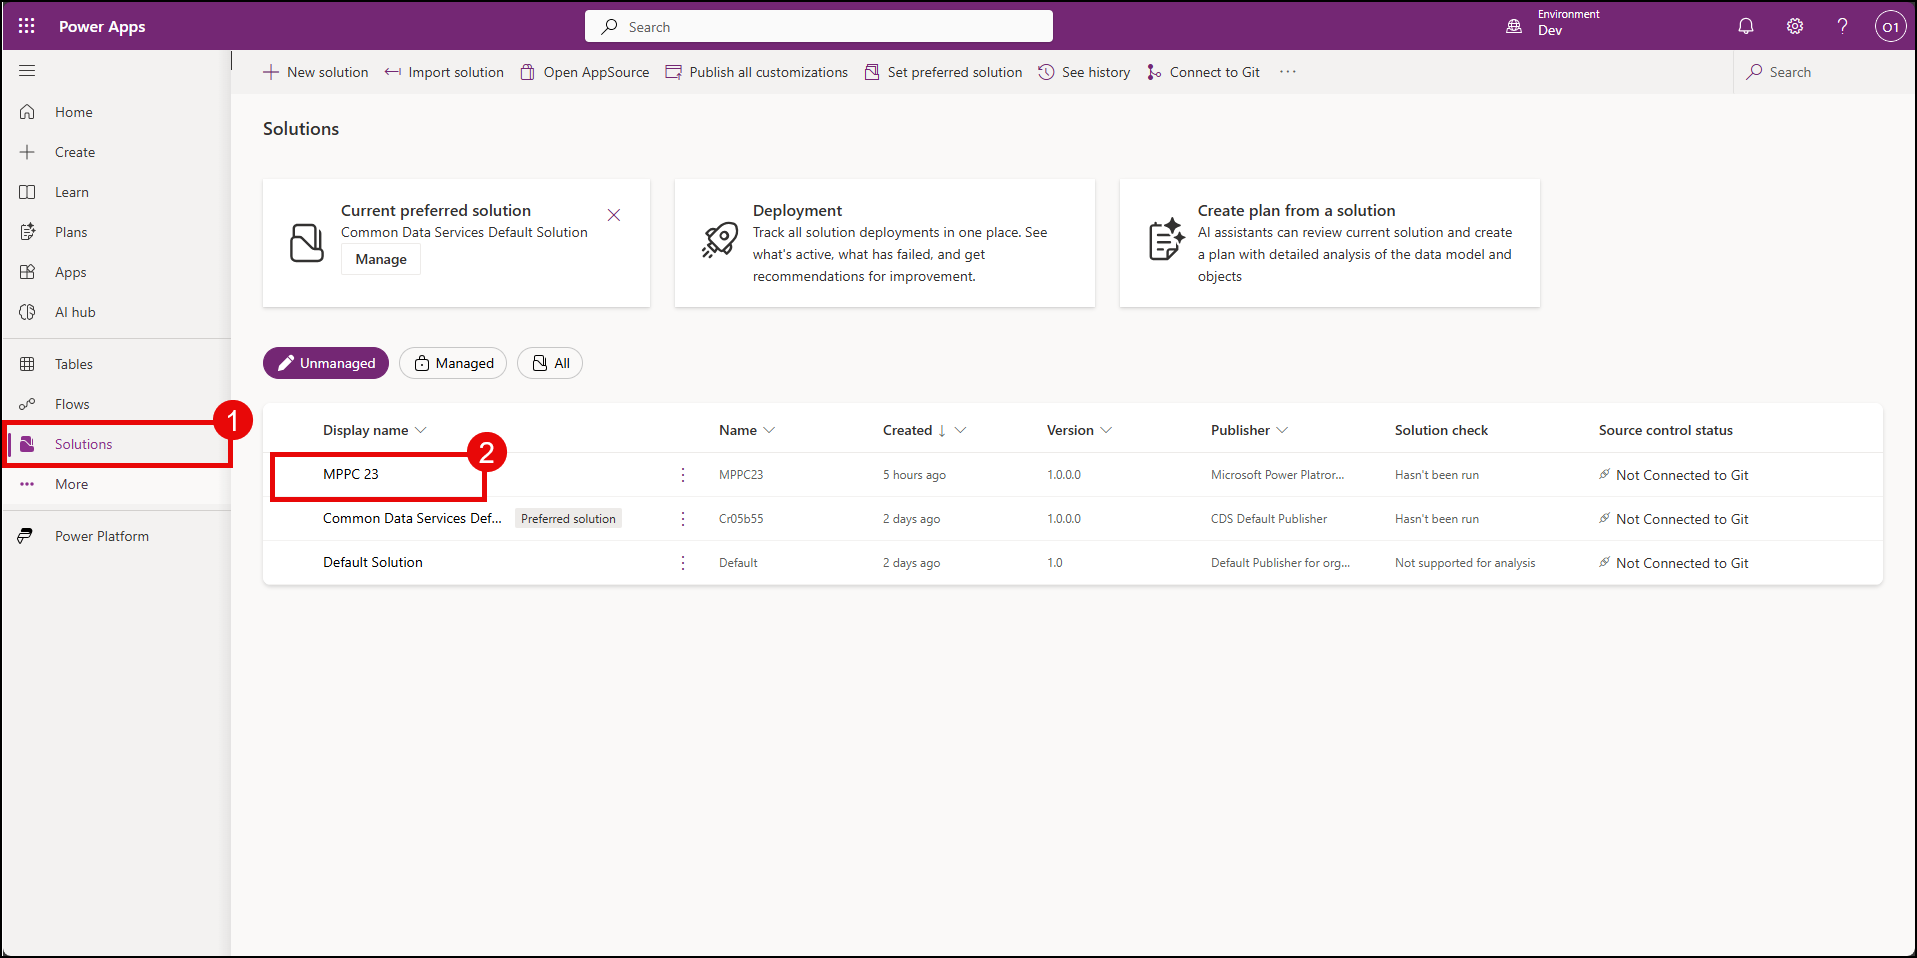 Power Apps
Search
Environment
Dev
O1
New solution
Import solution
Open AppSource
Publish all customizations
Set preferred solution
See history
Connect to Git
Search
Home
Create
Learn
Plans
Apps
AI hub
Tables
Flows
Solutions
1
More
Power Platform
Solutions
Current preferred solution
Common Data Services Default Solution
Manage
Deployment
Track all solution deployments in one place. See
what's active, what has failed, and get
recommendations for improvement.
Create plan from a solution
AI assistants can review current solution and create
a plan with detailed analysis of the data model and
objects
Unmanaged
Managed
All
Display name Name Created Version Publisher Solution check Source control status
2
MPPC 23 MPPC23 5 hours ago 1.0.0.0 Microsoft Power Platror... Hasn't been run Not Connected to Git
Common Data Services Def... Preferred solution Cr05b55 2 days ago 1.0.0.0 CDS Default Publisher Hasn't been run Not Connected to Git
Default Solution Default 2 days ago 1.0 Default Publisher for org... Not supported for analysis Not Connected to Git